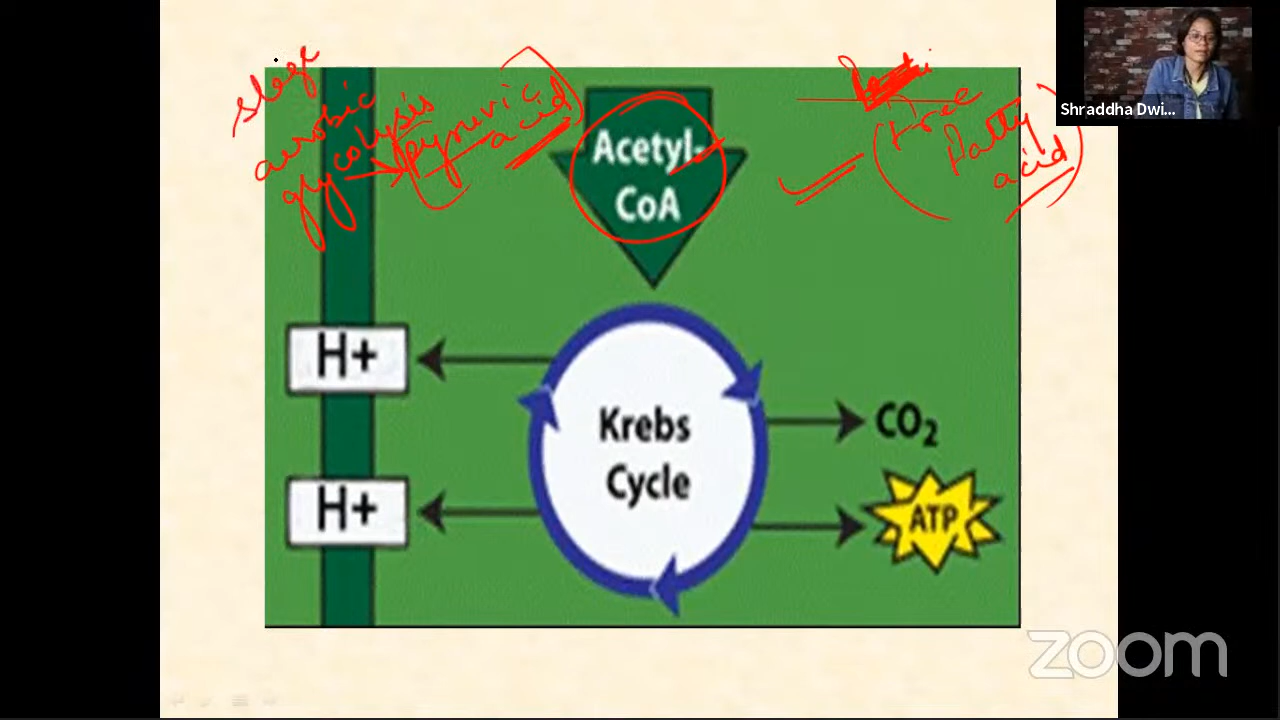 stage
aerobic
glycolysis
pyruvic
acid
Acetyl-
CoA
Free
Fatty
acid
Shraddha Dwi...
H+
H+
Krebs
Cycle
CO₂
ATP
zoom